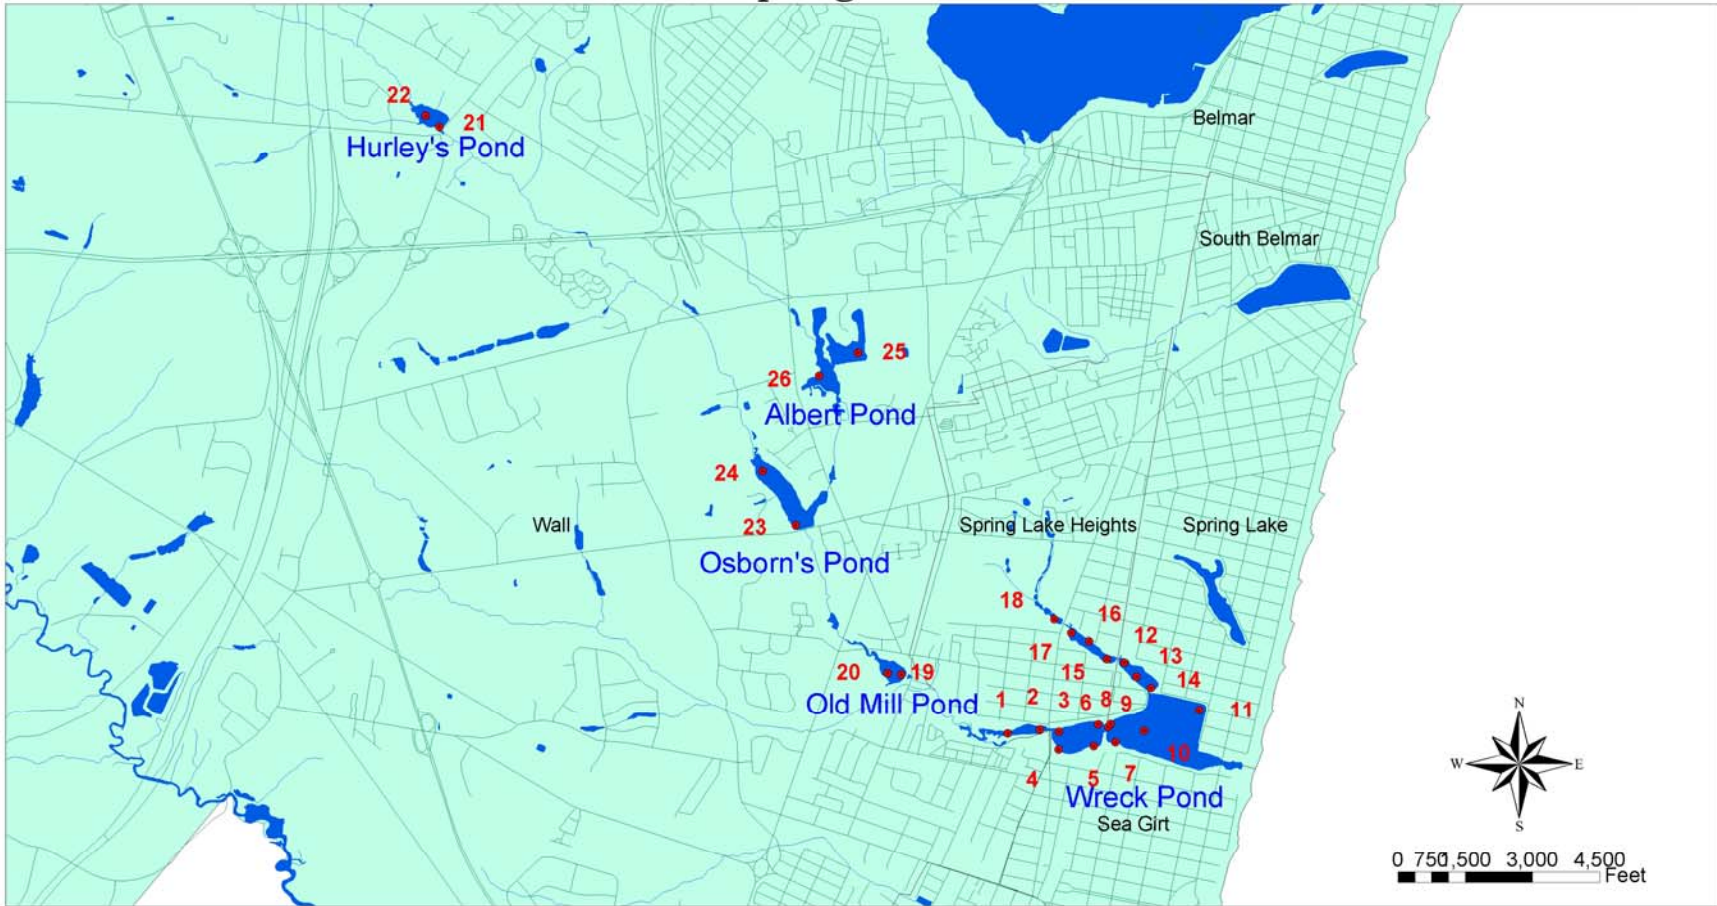 22
21
Hurley's Pond
Belmar
South Belmar
25
26
Albert Pond
24
23
Wall
Spring Lake Heights
Spring Lake
Osborn's Pond
18
16
12
17
13
15
14
20
19
Old Mill Pond
1
2
3
6
8
9
11
10
4
5
7
Wreck Pond
Sea Girt
N
W
E
S
0 750 1,500 3,000 4,500
Feet